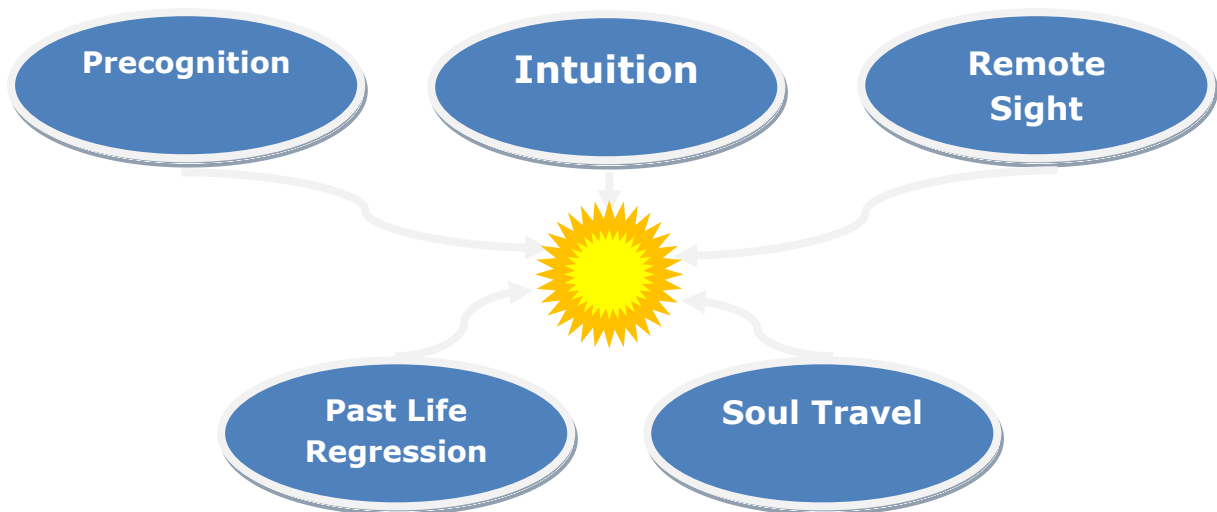 Precognition
Intuition
Remote
Sight
Past Life
Regression
Soul Travel